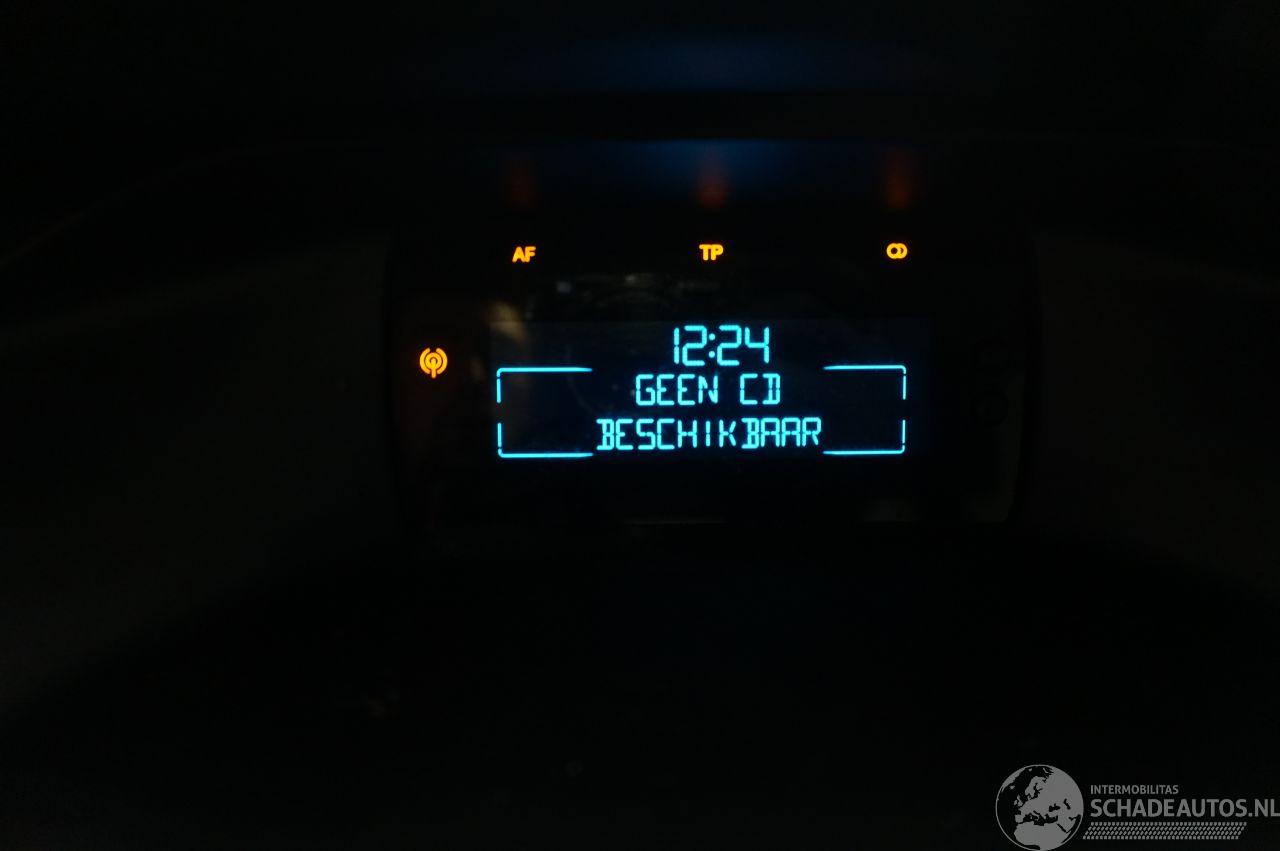 AF TP
12:24
GEEN CD
BESCHIKBAAR
INTERMOBILITAS
SCHADEAUTOS.NL